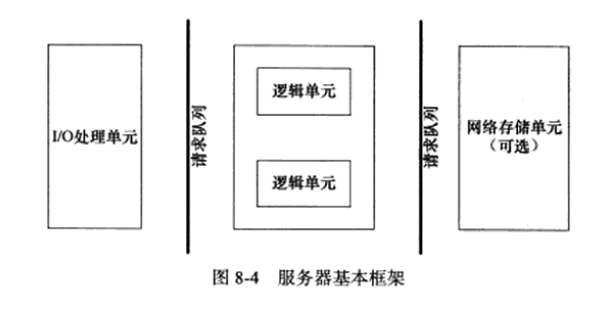 I/O处理单元
请求队列
逻辑单元
逻辑单元
请求队列
网络存储单元
（可选）
图 8-4 服务器基本框架